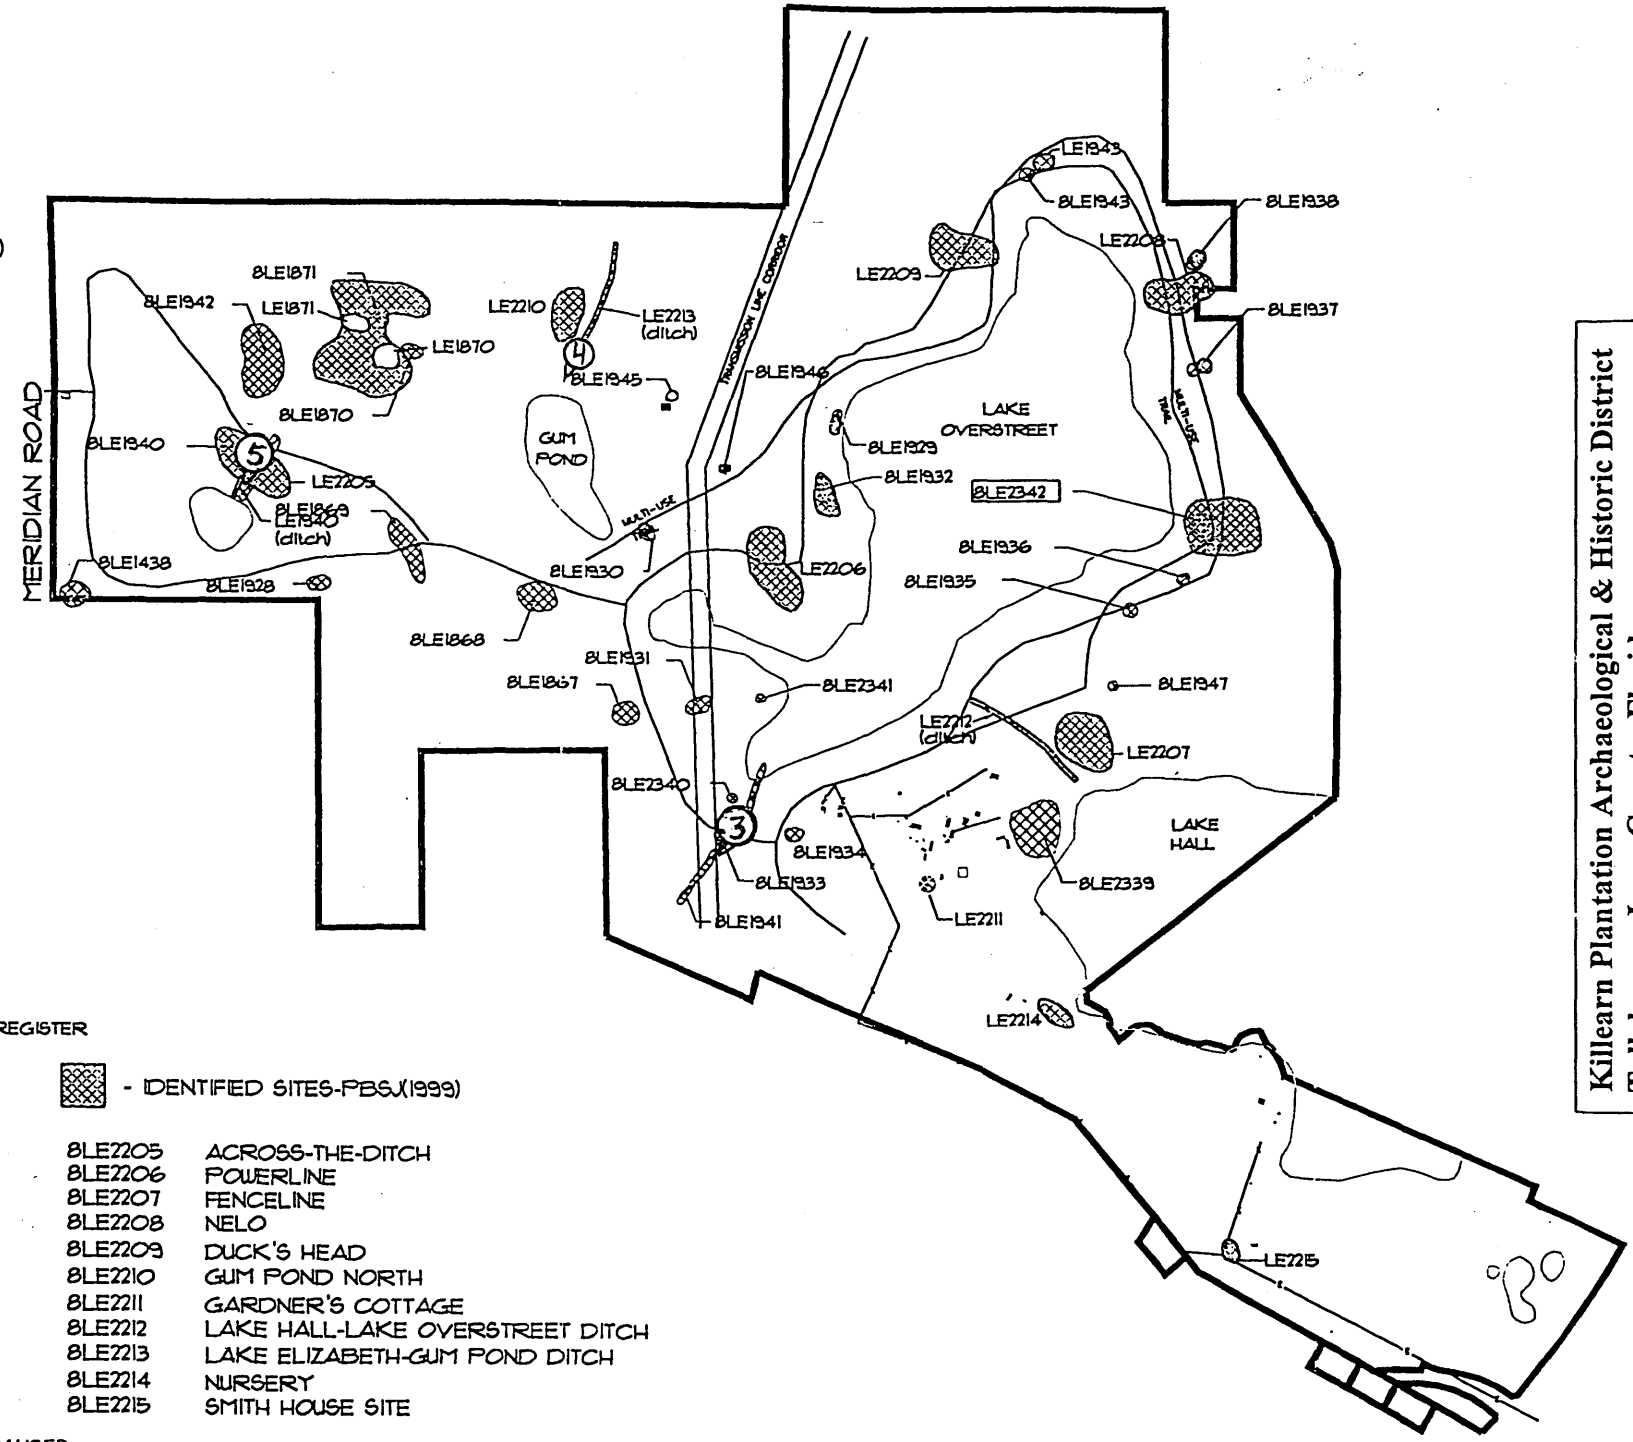 LE1943
8LE1943
8LE1938
LE2208
LE2209
8LE1937
8LE1871
8LE1942
LE1871
LE2210
LE2213
(ditch)
LE1870
TRANSMISSION LINE CORRIDOR
4
8LE1945
8LE1946
8LE1870
MERIDIAN ROAD
LAKE
OVERSTREET
MULTI-USE
TRAIL
8LE1940
5
GUM
POND
8LE1929
8LE1932
LE2205
8LE2342
8LE1869
LE1940
(ditch)
MULTI-USE
TRAIL
8LE1936
8LE1438
8LE1928
8LE1930
LE2206
8LE1935
8LE1868
8LE1931
8LE1867
8LE2341
8LE1947
LE2212
(ditch)
LE2207
8LE2340
3
8LE1934
LAKE
HALL
8LE1933
8LE2339
8LE1941
LE2211
LE2214
LE2215
REGISTER
- IDENTIFIED SITES-PBSJ(1999)
8LE2205 ACROSS-THE-DITCH
8LE2206 POWERLINE
8LE2207 FENCELINE
8LE2208 NELO
8LE2209 DUCK'S HEAD
8LE2210 GUM POND NORTH
8LE2211 GARDNER'S COTTAGE
8LE2212 LAKE HALL-LAKE OVERSTREET DITCH
8LE2213 LAKE ELIZABETH-GUM POND DITCH
8LE2214 NURSERY
8LE2215 SMITH HOUSE SITE
Killearn Plantation Archaeological & Historic District